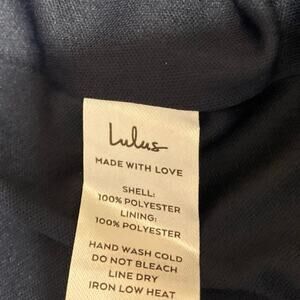 Lulus
MADE WITH LOVE
SHELL:
100% POLYESTER
LINING:
100% POLYESTER
HAND WASH COLD
DO NOT BLEACH
LINE DRY
IRON LOW HEAT